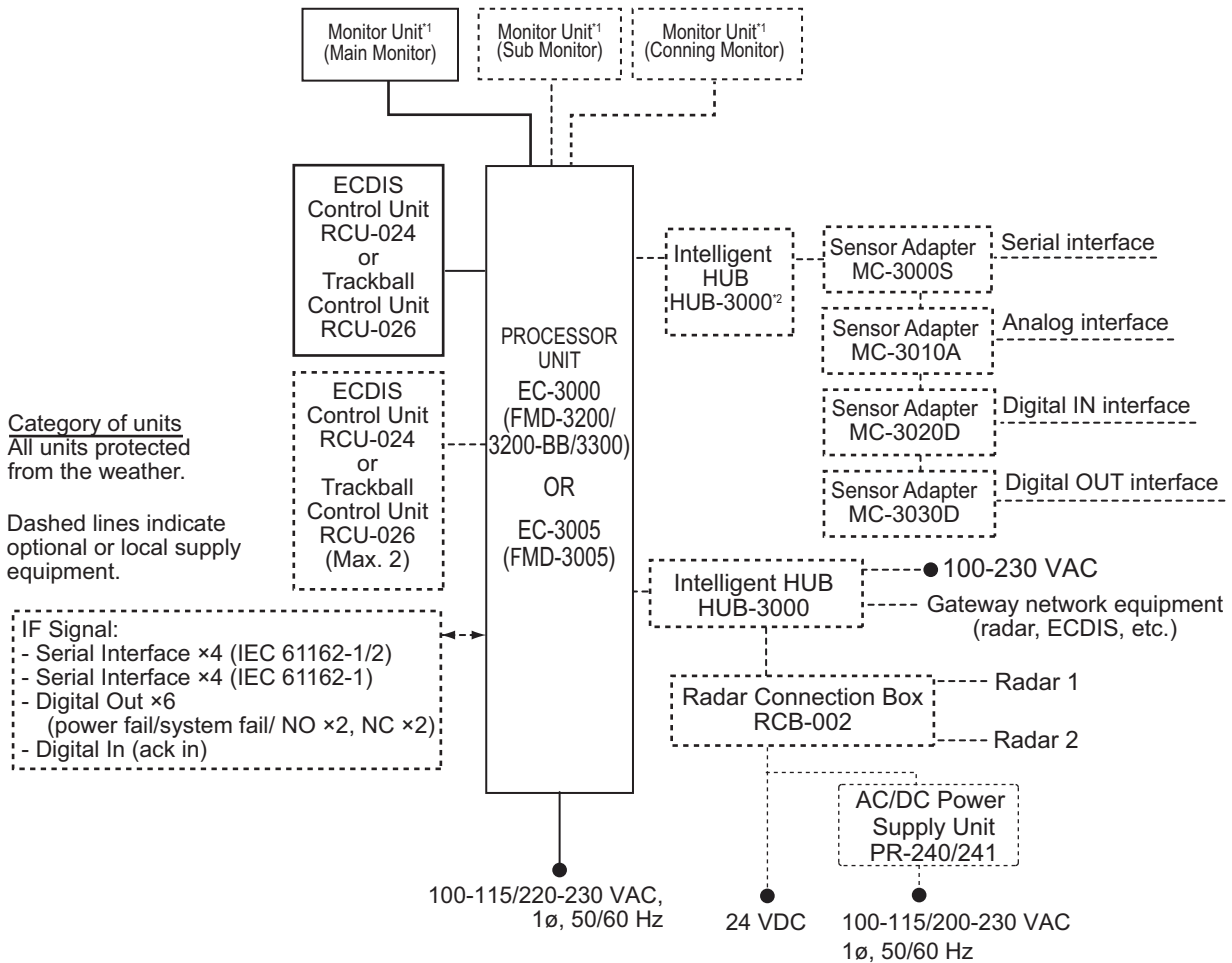 Monitor Unit*1
(Main Monitor)
Monitor Unit*1
(Sub Monitor)
Monitor Unit*1
(Conning Monitor)
ECDIS
Control Unit
RCU-024
or
Trackball
Control Unit
RCU-026
ECDIS
Control Unit
RCU-024
or
Trackball
Control Unit
RCU-026
(Max. 2)
Category of units
All units protected
from the weather.
Dashed lines indicate
optional or local supply
equipment.
IF Signal:
- Serial Interface ×4 (IEC 61162-1/2)
- Serial Interface ×4 (IEC 61162-1)
- Digital Out ×6
(power fail/system fail/ NO ×2, NC ×2)
- Digital In (ack in)
PROCESSOR
UNIT
EC-3000
(FMD-3200/
3200-BB/3300)
OR
EC-3005
(FMD-3005)
100-115/220-230 VAC,
1ø, 50/60 Hz
Intelligent
HUB
HUB-3000*2
Sensor Adapter
MC-3000S
Serial interface
Sensor Adapter
MC-3010A
Analog interface
Sensor Adapter
MC-3020D
Digital IN interface
Sensor Adapter
MC-3030D
Digital OUT interface
Intelligent HUB
HUB-3000
100-230 VAC
Gateway network equipment
(radar, ECDIS, etc.)
Radar Connection Box
RCB-002
Radar 1
Radar 2
AC/DC Power
Supply Unit
PR-240/241
24 VDC
100-115/200-230 VAC
1ø, 50/60 Hz